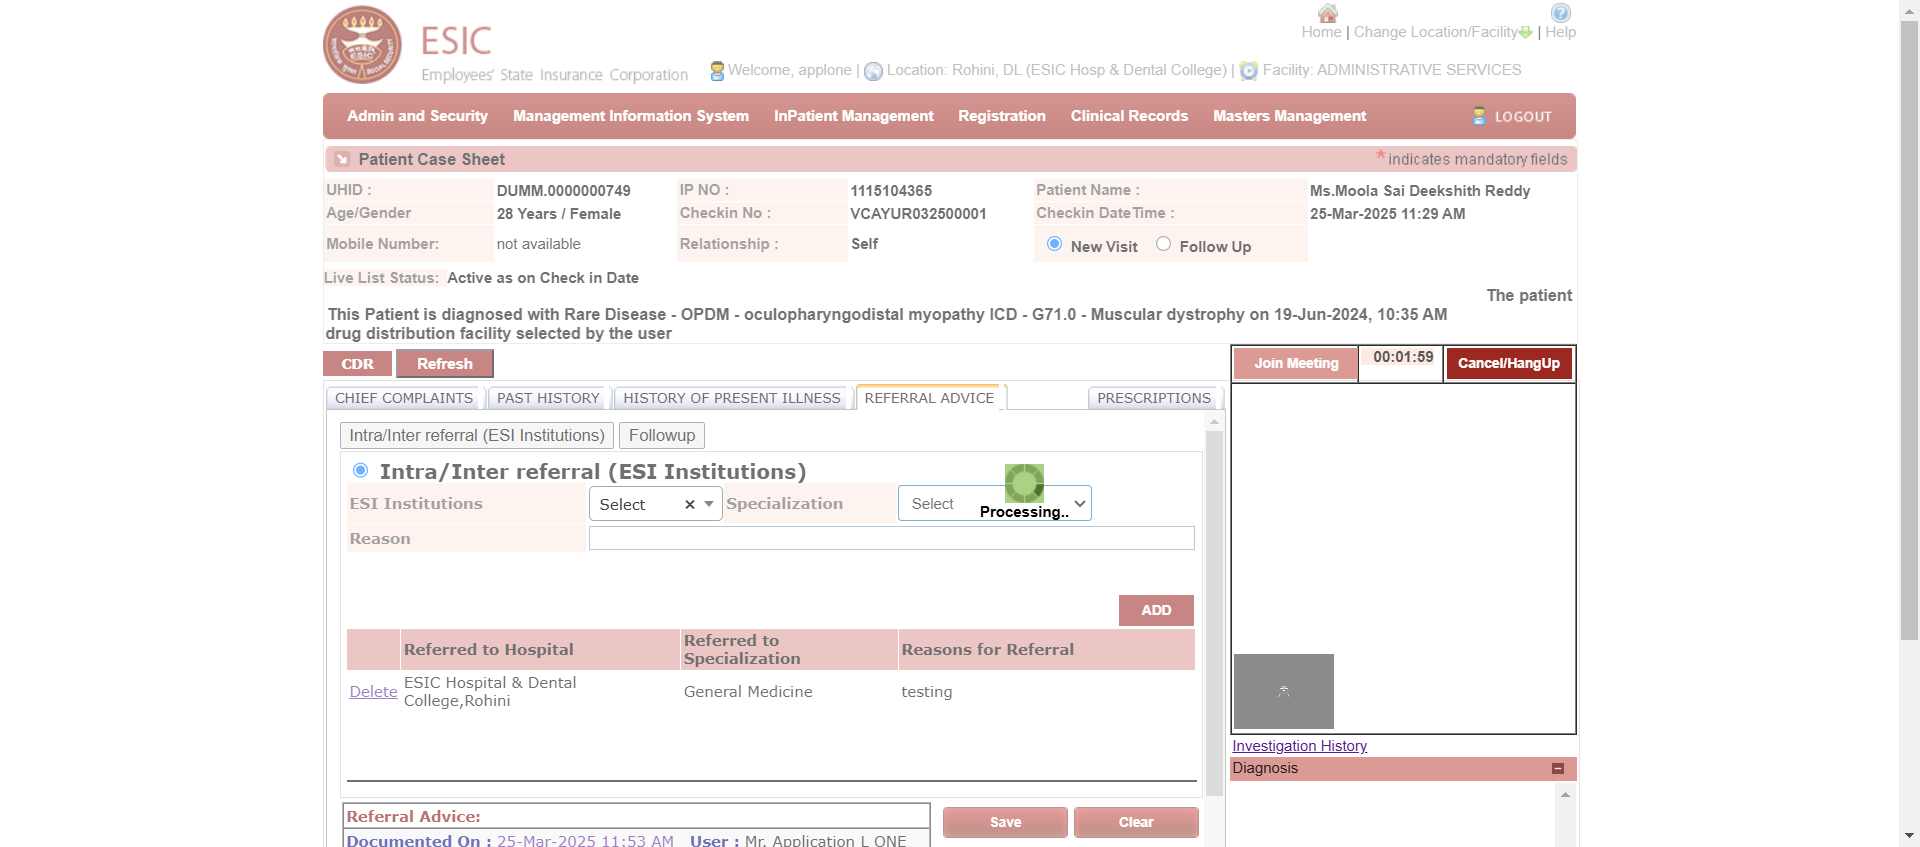 ESIC
Employees' State Insurance Corporation
Home | Change Location/Facility | Help
Welcome, applone | Location: Rohini, DL (ESIC Hosp & Dental College) | Facility: ADMINISTRATIVE SERVICES
Admin and Security Management Information System InPatient Management Registration Clinical Records Masters Management LOGOUT
Patient Case Sheet * indicates mandatory fields
UHID : DUMM.0000000749 IP NO : 1115104365 Patient Name : Ms.Moola Sai Deekshith Reddy
Age/Gender 28 Years / Female Checkin No : VCAYUR032500001 Checkin DateTime : 25-Mar-2025 11:29 AM
Mobile Number: not available Relationship : Self New Visit Follow Up
Live List Status: Active as on Check in Date
The patient
This Patient is diagnosed with Rare Disease - OPDM - oculopharyngodistal myopathy ICD - G71.0 - Muscular dystrophy on 19-Jun-2024, 10:35 AM
drug distribution facility selected by the user
CDR Refresh Join Meeting 00:01:59 Cancel/HangUp
CHIEF COMPLAINTS PAST HISTORY HISTORY OF PRESENT ILLNESS REFERRAL ADVICE PRESCRIPTIONS
Intra/Inter referral (ESI Institutions) Followup
Intra/Inter referral (ESI Institutions)
ESI Institutions Select × Specialization Select
Processing..
Reason
ADD
Referred to Hospital Referred to Specialization Reasons for Referral
Delete ESIC Hospital & Dental College,Rohini General Medicine testing
Investigation History
Diagnosis
Referral Advice: Save Clear
Documented On : 25-Mar-2025 11:53 AM User : Mr. Application L ONE